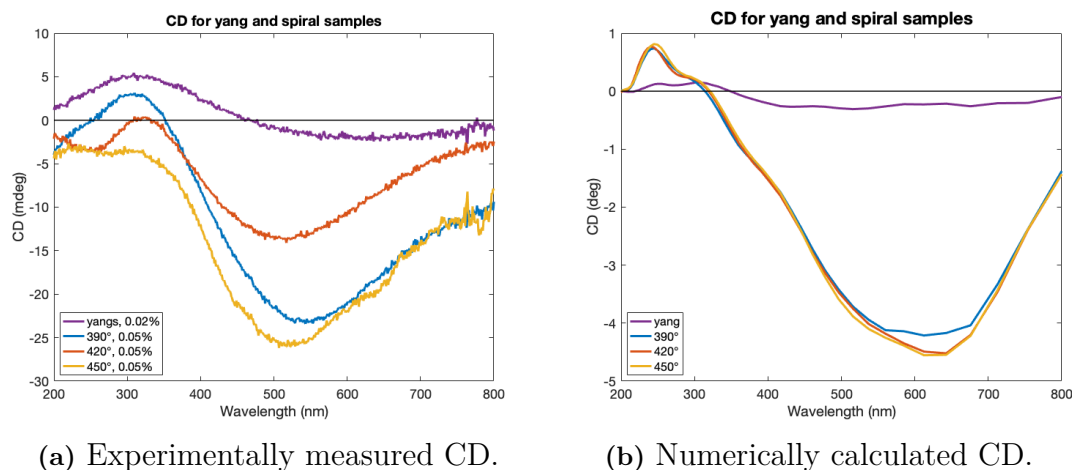 CD for yang and spiral samples
10
5
0
-5
-10
-15
-20
-25
-30
CD (mdeg)
yangs, 0.02%
390°, 0.05%
420°, 0.05%
450°, 0.05%
200 300 400 500 600 700 800
Wavelength (nm)
(a) Experimentally measured CD.
CD for yang and spiral samples
1
0
-1
-2
-3
-4
-5
CD (deg)
yang
390°
420°
450°
200 300 400 500 600 700 800
Wavelength (nm)
(b) Numerically calculated CD.